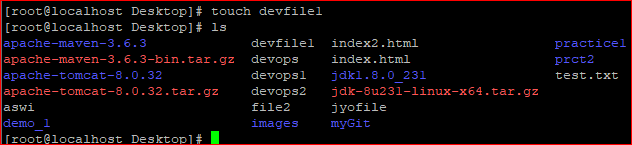 [root@localhost Desktop]# touch devfile1
[root@localhost Desktop]# ls
apache-maven-3.6.3 devfile1 index2.html practice1
apache-maven-3.6.3-bin.tar.gz devops index.html prct2
apache-tomcat-8.0.32 devops1 jdk1.8.0_231 test.txt
apache-tomcat-8.0.32.tar.gz devops2 jdk-8u231-linux-x64.tar.gz
aswi file2 jyofile
demo_1 images myGit
[root@localhost Desktop]#